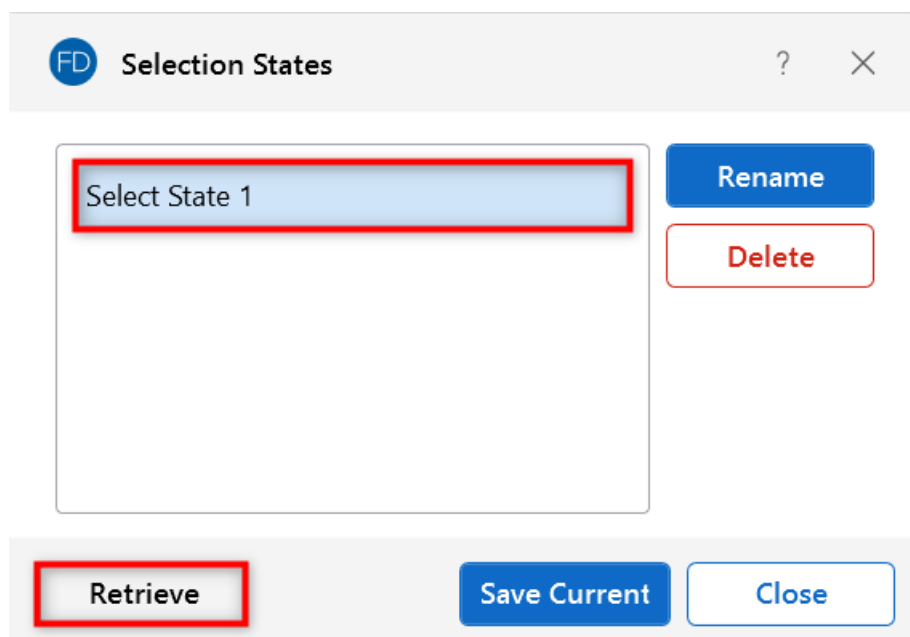 FD Selection States ?
Select State 1
Rename
Delete
Retrieve
Save Current
Close